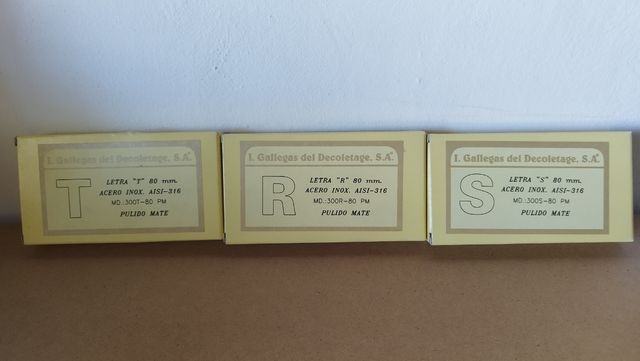 I. Gallegas del Decoletage, S.A.
T
LETRA "T" 80 mm.
ACERO INOX. AISI-316
MD.:300T-80 PM
PULIDO MATE
I. Gallegas del Decoletage, S.A.
R
LETRA "R" 80 mm.
ACERO INOX. AISI-316
MD.:300R-80 PM
PULIDO MATE
I. Gallegas del Decoletage, S.A.
S
LETRA "S" 80 mm.
ACERO INOX. AISI-316
MD.:300S-80 PM
PULIDO MATE